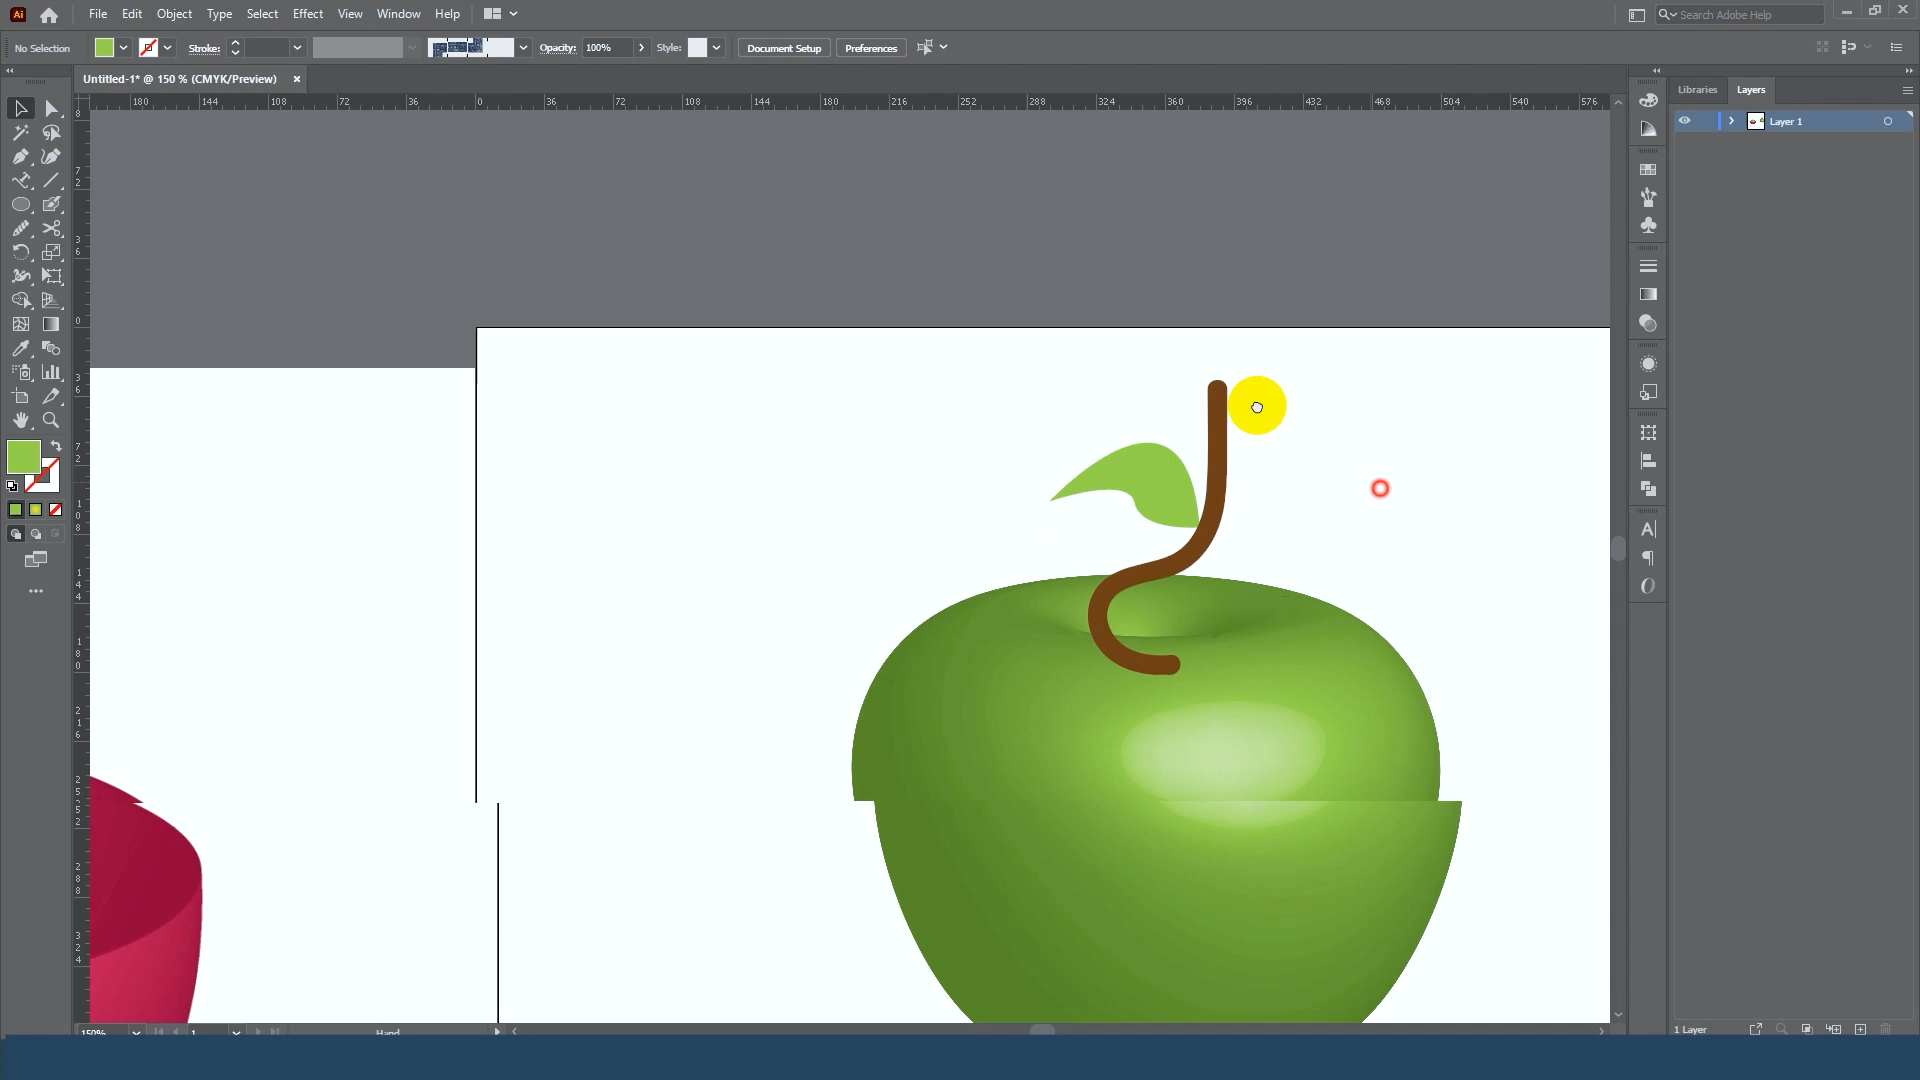 Ai File Edit Object Type Select Effect View Window Help Search Adobe Help
No Selection Stroke: Opacity: 100% Style: Document Setup Preferences
Untitled-1* @ 150 % (CMYK/Preview) × Libraries Layers
180 144 108 72 36 0 36 72 108 144 180 216 252 288 324 360 396 432 468 504 540 576
Layer 1
150% 1 Hand 1 Layer